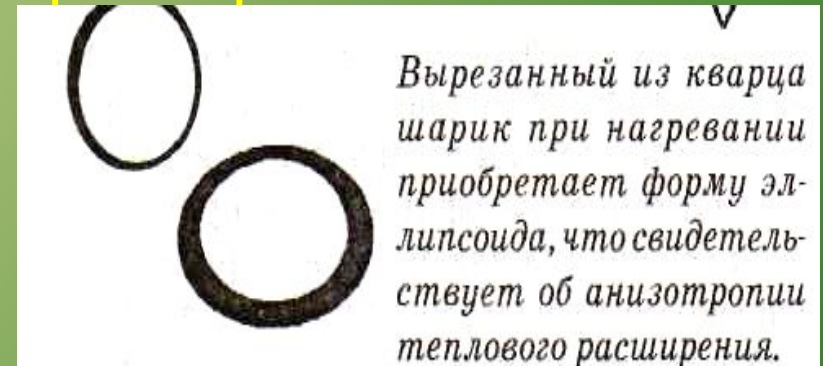 Вырезанный из кварца
шарик при нагревании
приобретает форму эл-
липсоида, что свидетель-
ствует об анизотропии
теплового расширения.